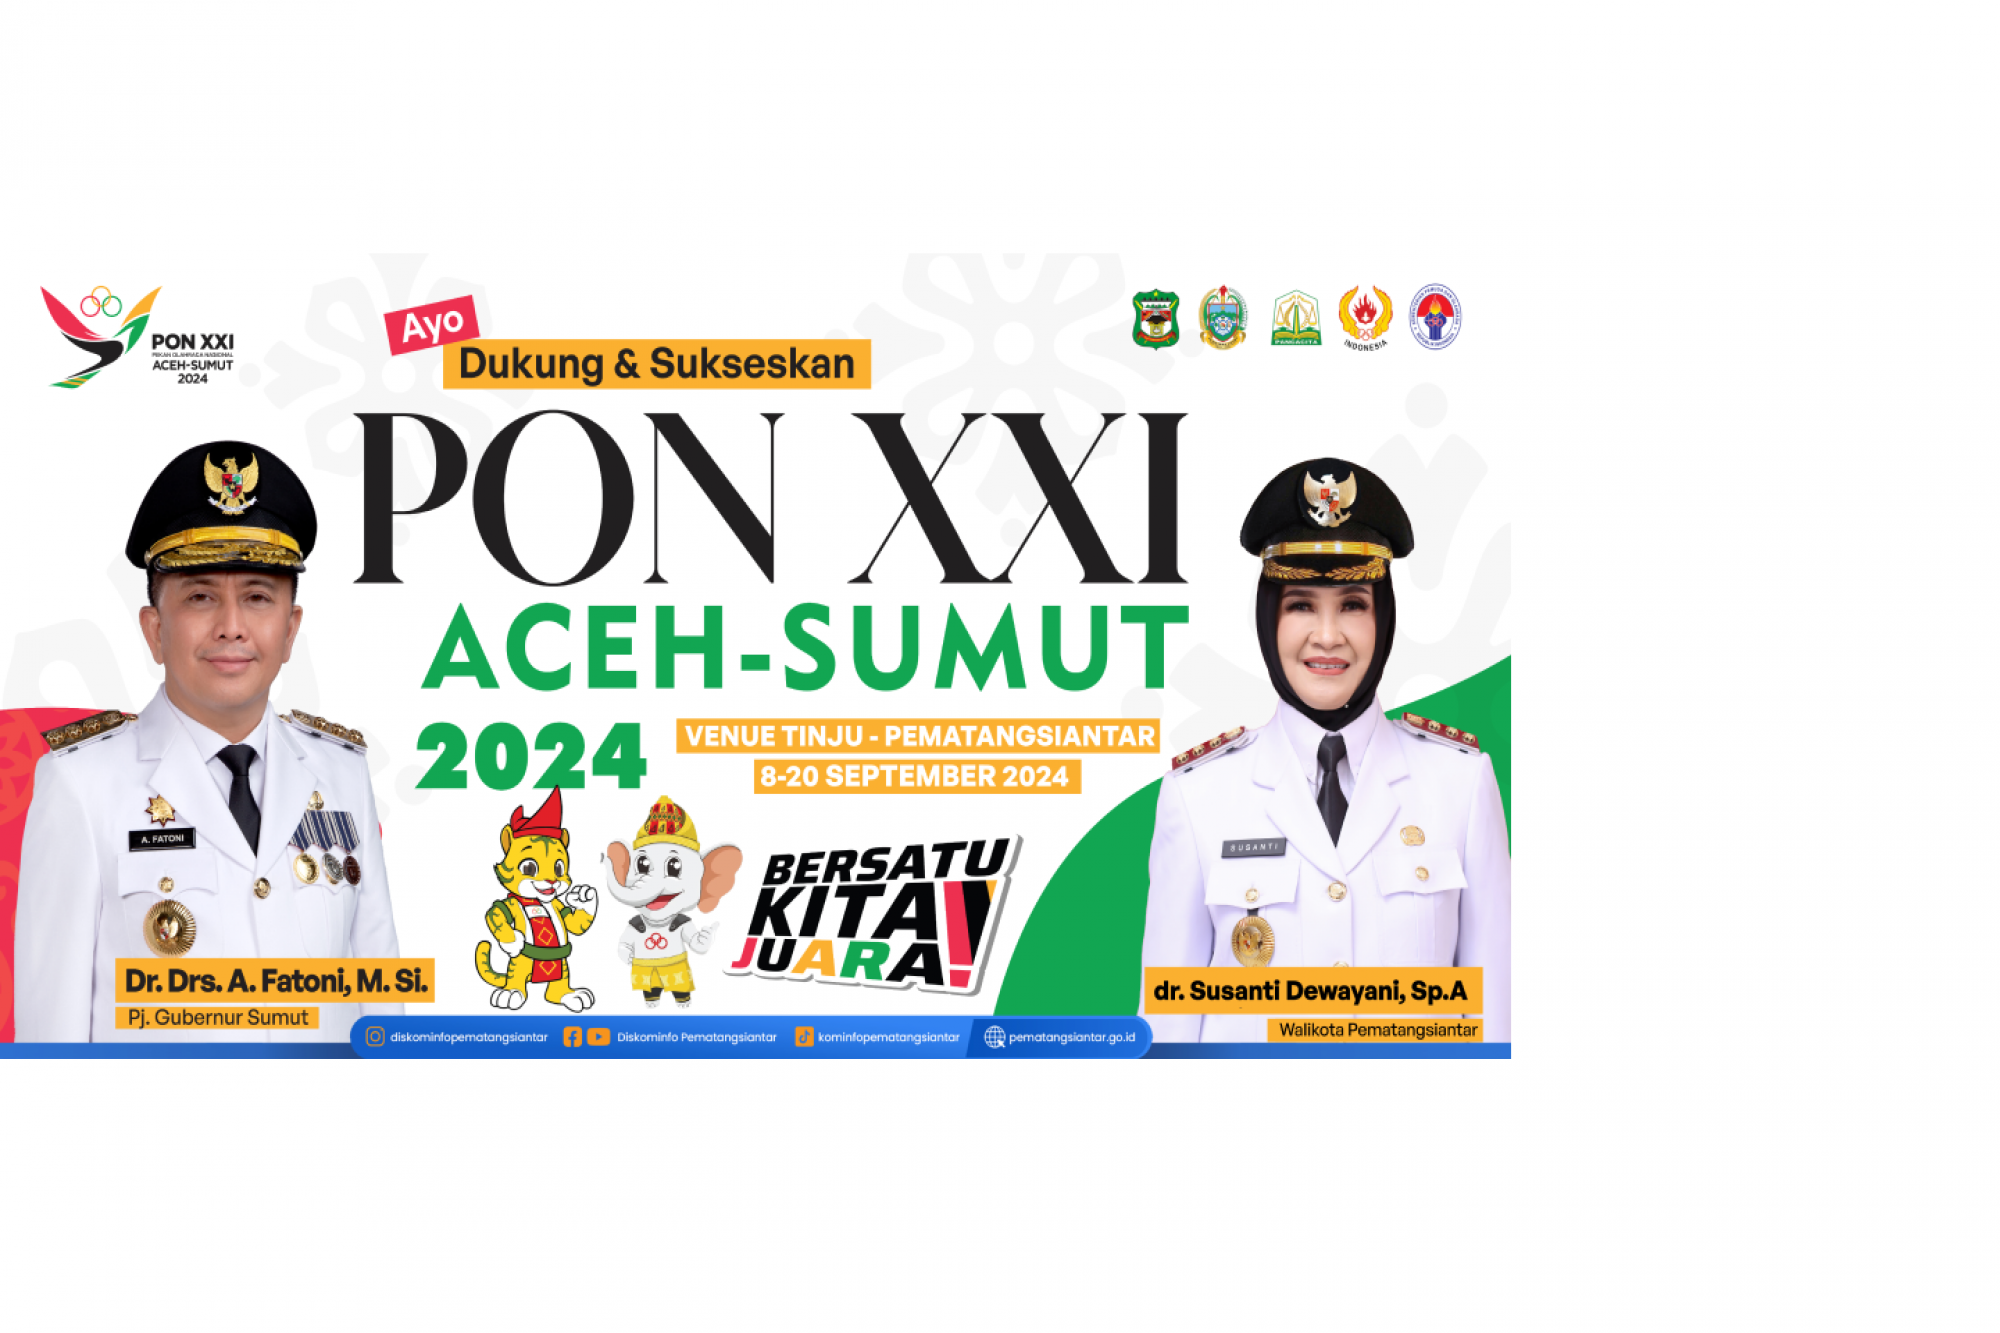 PON XXI
PEKAN OLAHRAGA NASIONAL
ACEH-SUMUT
2024
Ayo
Dukung & Sukseskan
PANCACITA
INDONESIA
PON XXI
ACEH-SUMUT
2024
VENUE TINJU - PEMATANGSIANTAR
8-20 SEPTEMBER 2024
BERSATU
KITA
JUARA!
A. FATONI
SUSANTI
Dr. Drs. A. Fatoni, M. Si.
Pj. Gubernur Sumut
dr. Susanti Dewayani, Sp.A
Walikota Pematangsiantar
diskominfopematangsiantar
Diskominfo Pematangsiantar
kominfopematangsiantar
pematangsiantar.go.id